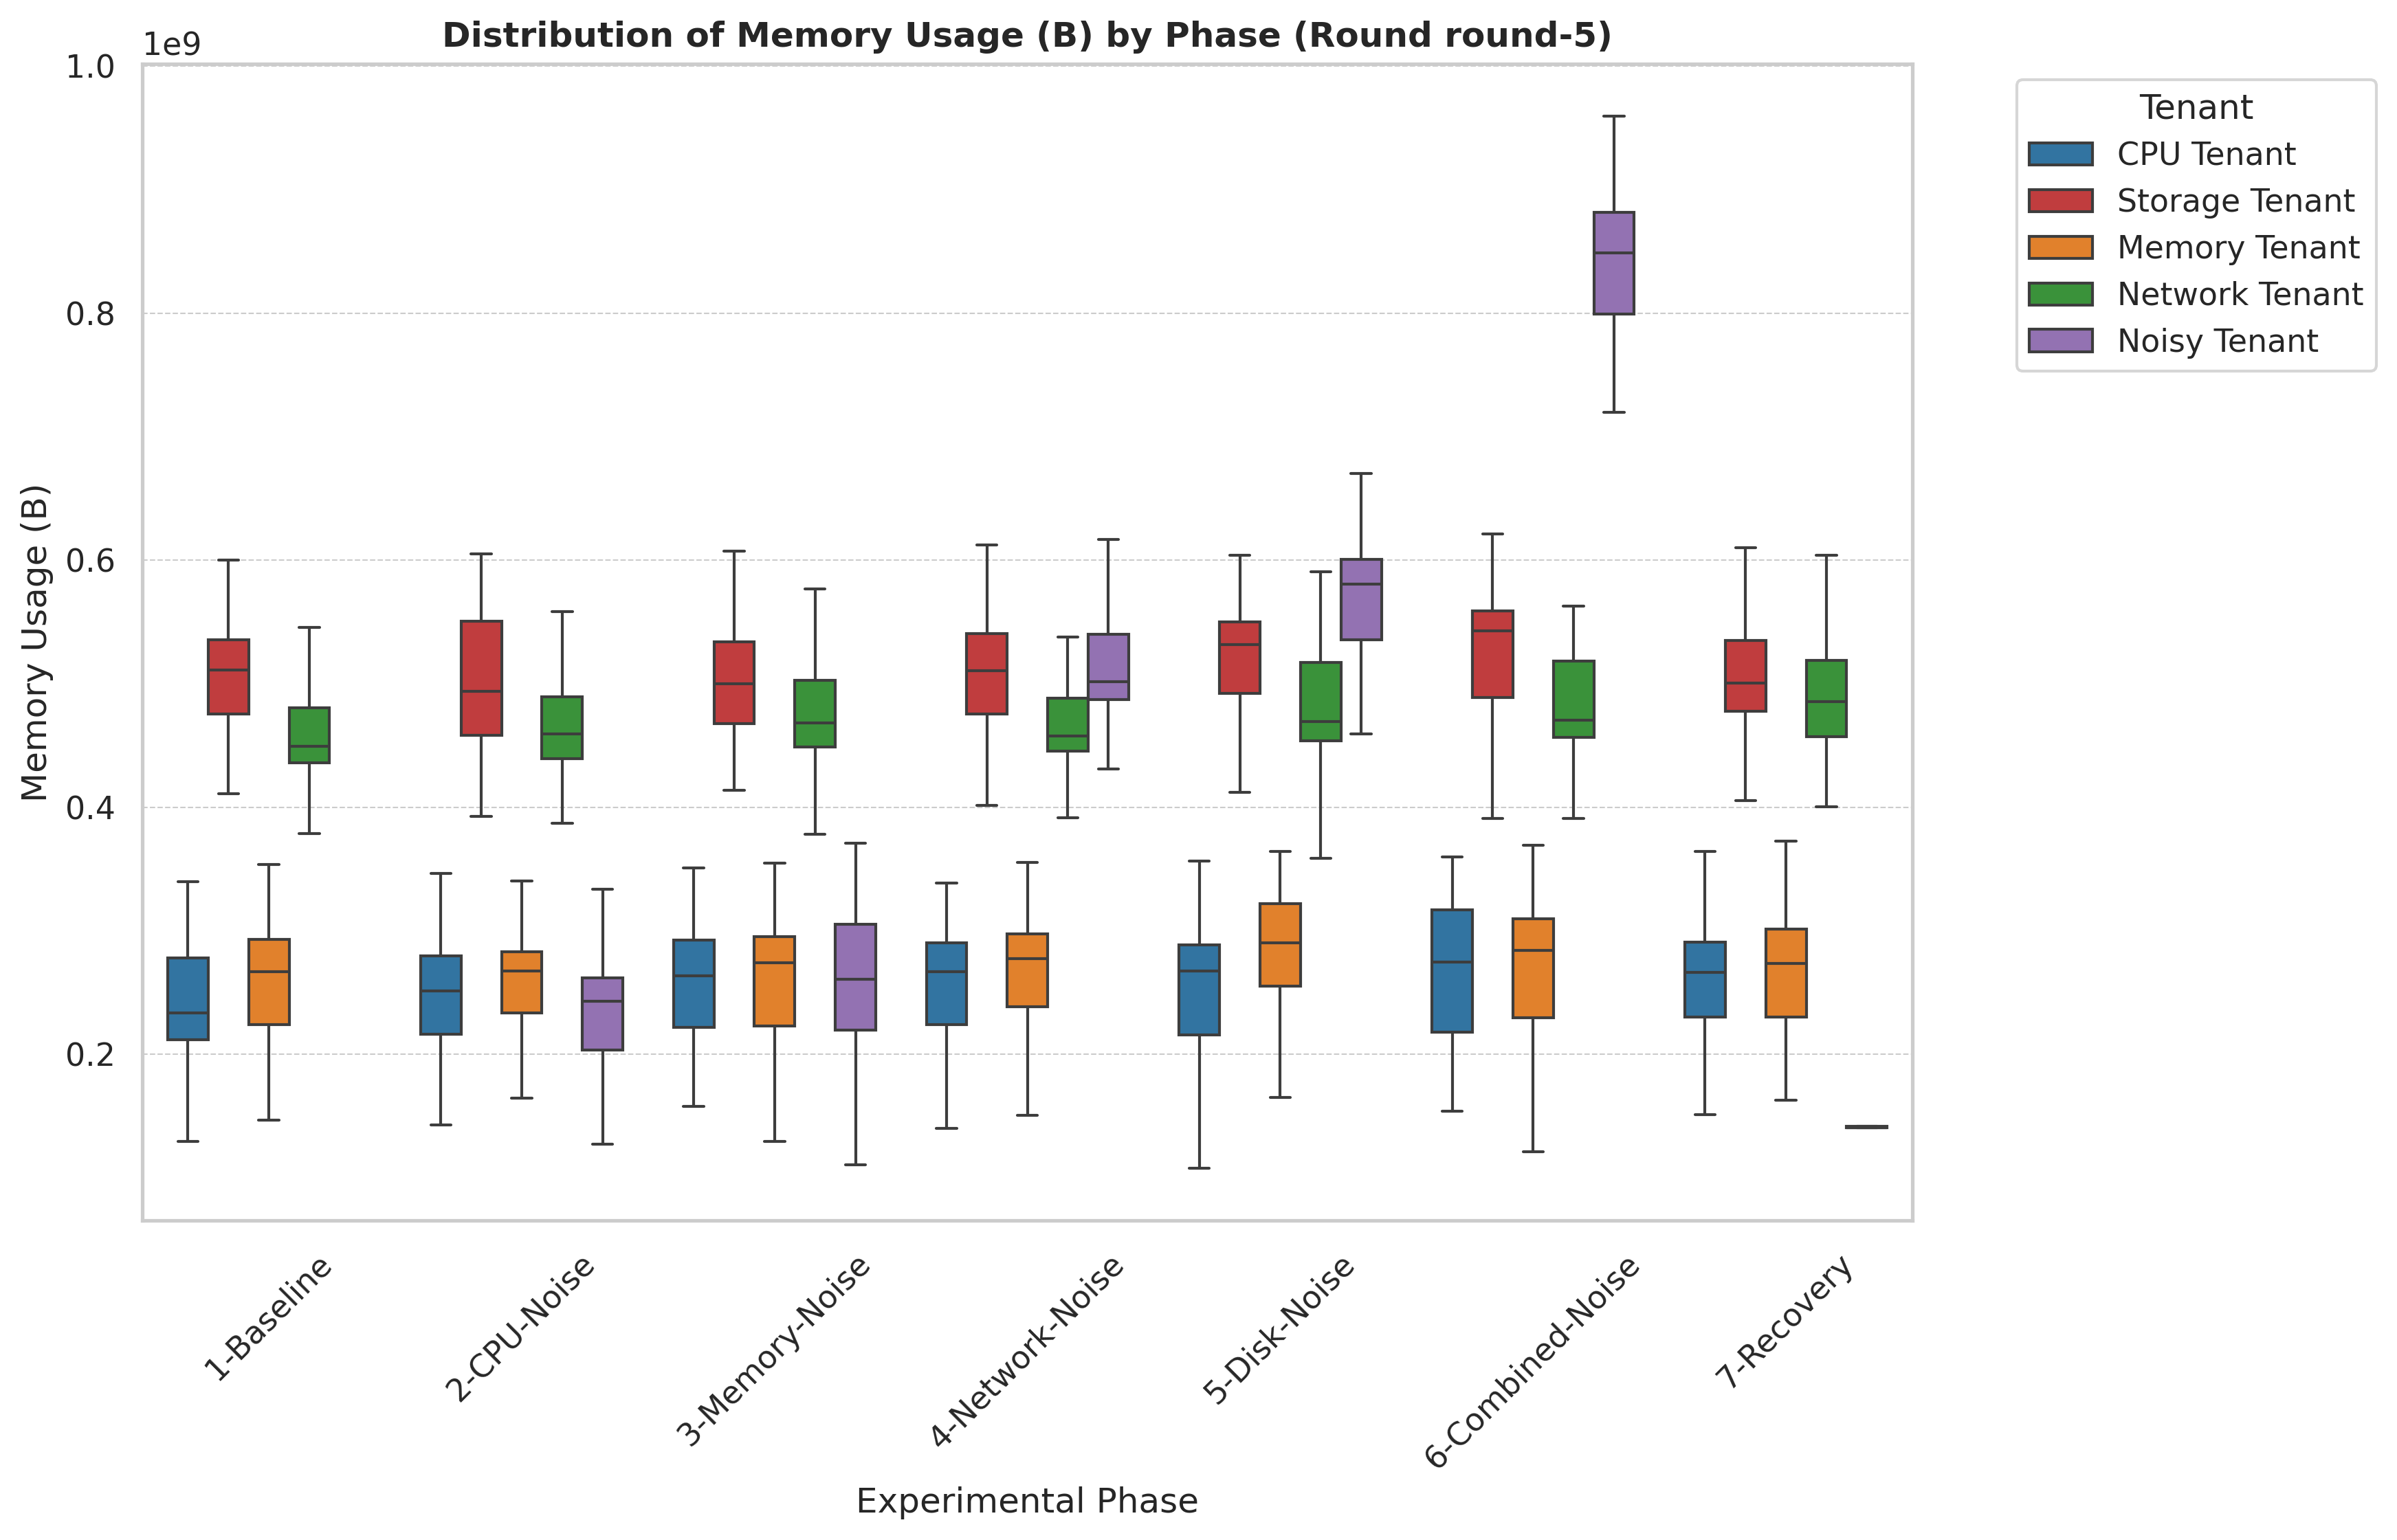 Distribution of Memory Usage (B) by Phase (Round round-5)
1e9
1.0
0.8
0.6
0.4
0.2
Memory Usage (B)
1-Baseline
2-CPU-Noise
3-Memory-Noise
4-Network-Noise
5-Disk-Noise
6-Combined-Noise
7-Recovery
Experimental Phase
Tenant
CPU Tenant
Storage Tenant
Memory Tenant
Network Tenant
Noisy Tenant